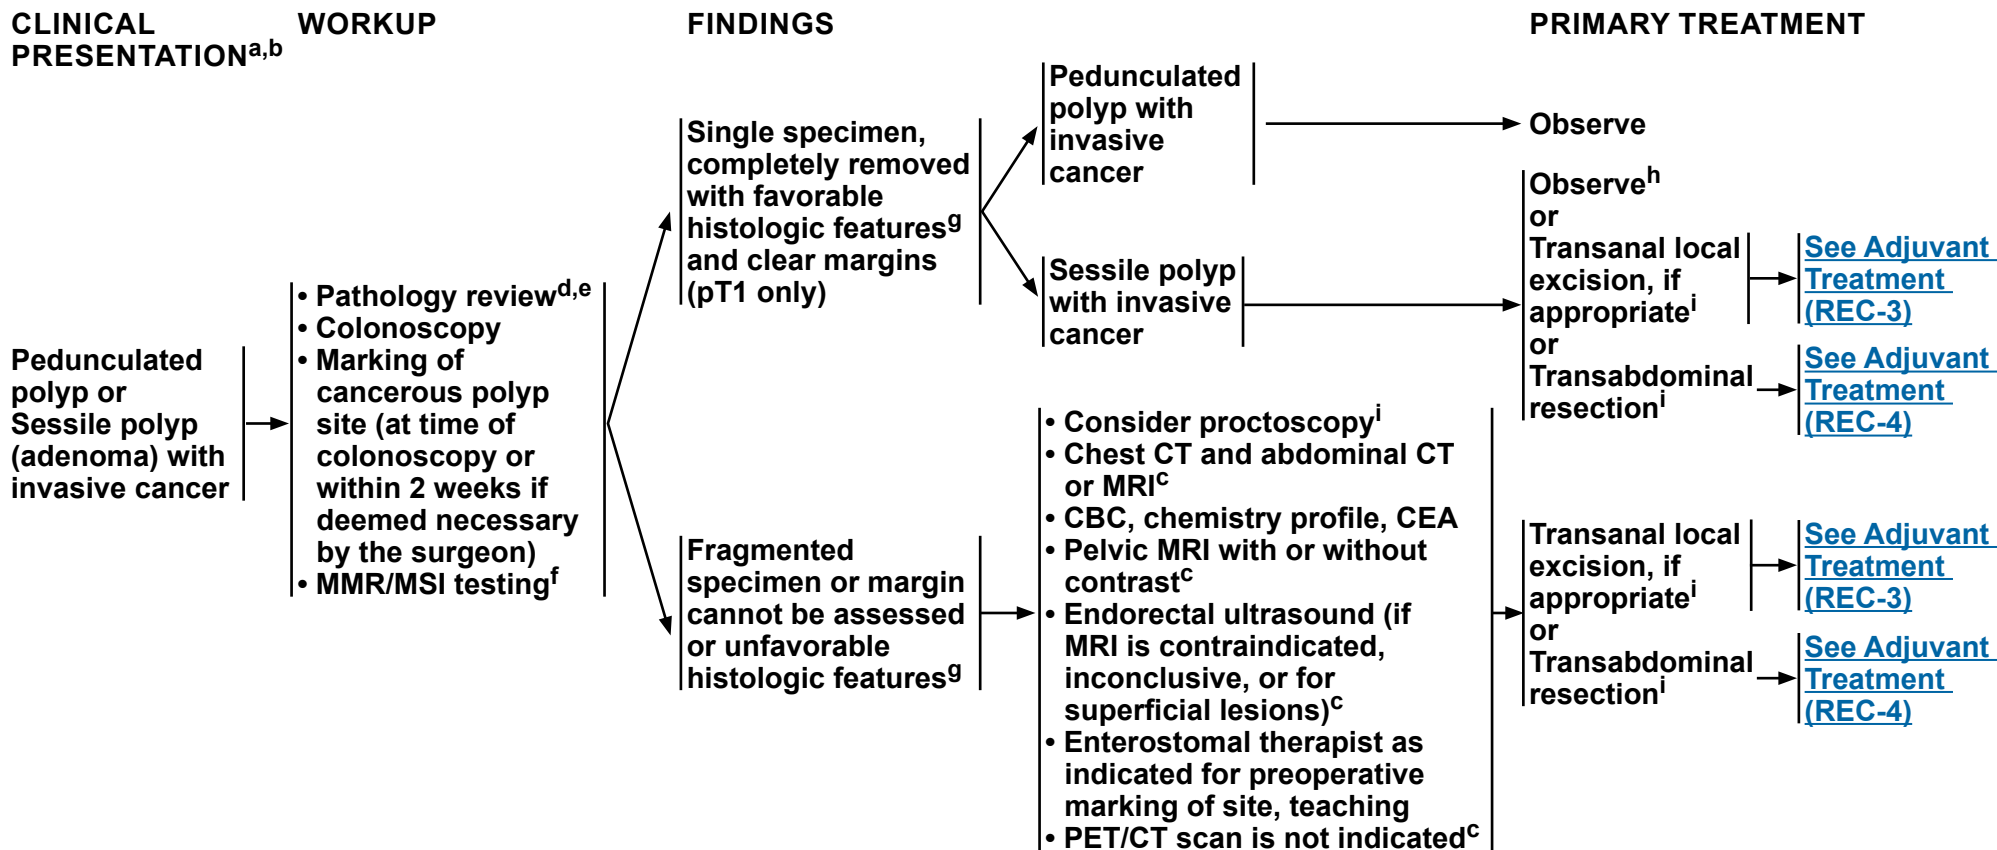 CLINICAL
PRESENTATIONa,b
WORKUP
FINDINGS
PRIMARY TREATMENT
Pedunculated
polyp or
Sessile polyp
(adenoma) with
invasive cancer
• Pathology reviewd,e
• Colonoscopy
• Marking of
cancerous polyp
site (at time of
colonoscopy or
within 2 weeks if
deemed necessary
by the surgeon)
• MMR/MSI testingf
Single specimen,
completely removed
with favorable
histologic featuresg
and clear margins
(pT1 only)
Pedunculated
polyp with
invasive
cancer
Observe
Sessile polyp
with invasive
cancer
Observeh
or
Transanal local
excision, if
appropriatei
or
Transabdominal
resectioni
See Adjuvant
Treatment
(REC-3)
See Adjuvant
Treatment
(REC-4)
Fragmented
specimen or margin
cannot be assessed
or unfavorable
histologic featuresg
• Consider proctoscopyi
• Chest CT and abdominal CT
or MRIc
• CBC, chemistry profile, CEA
• Pelvic MRI with or without
contrastc
• Endorectal ultrasound (if
MRI is contraindicated,
inconclusive, or for
superficial lesions)c
• Enterostomal therapist as
indicated for preoperative
marking of site, teaching
• PET/CT scan is not indicatedc
Transanal local
excision, if
appropriatei
or
Transabdominal
resectioni
See Adjuvant
Treatment
(REC-3)
See Adjuvant
Treatment
(REC-4)